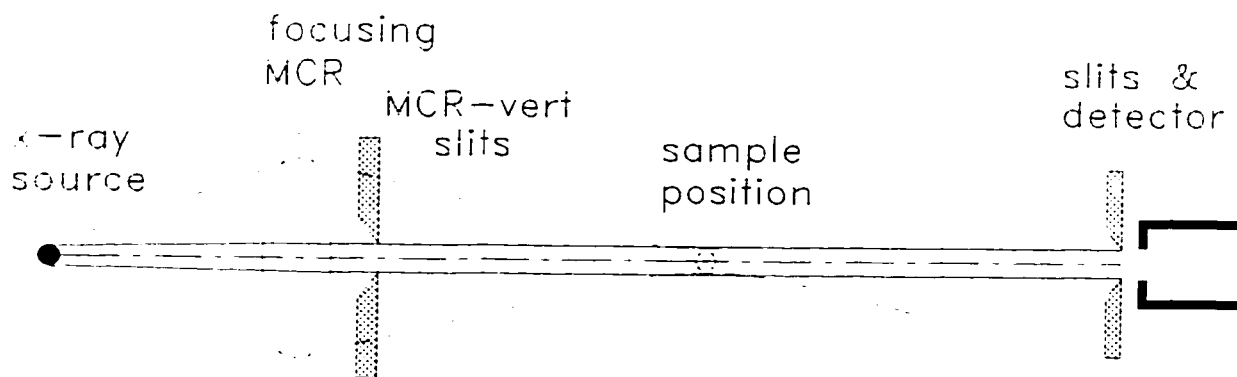 focusing
MCR
MCR-vert
slits
x-ray
source
sample
position
slits &
detector